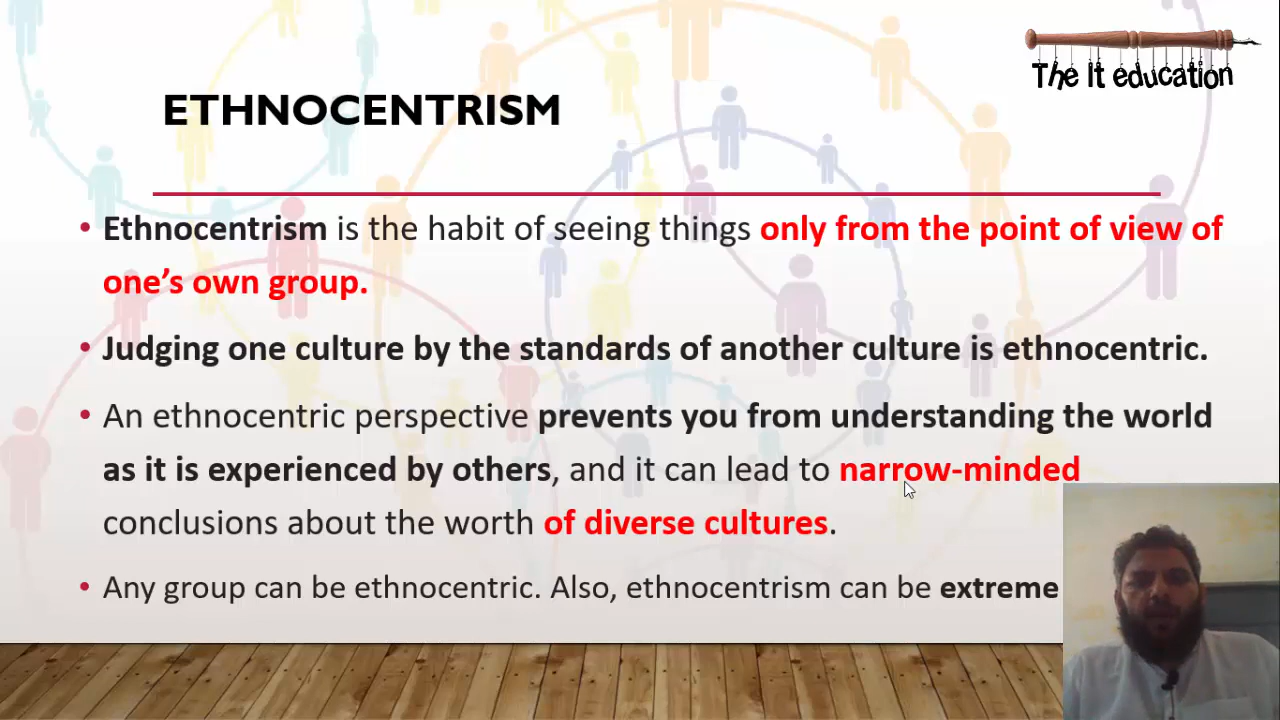 The It education
ETHNOCENTRISM
• Ethnocentrism is the habit of seeing things only from the point of view of
one’s own group.
• Judging one culture by the standards of another culture is ethnocentric.
• An ethnocentric perspective prevents you from understanding the world
as it is experienced by others, and it can lead to narrow-minded
conclusions about the worth of diverse cultures.
• Any group can be ethnocentric. Also, ethnocentrism can be extreme